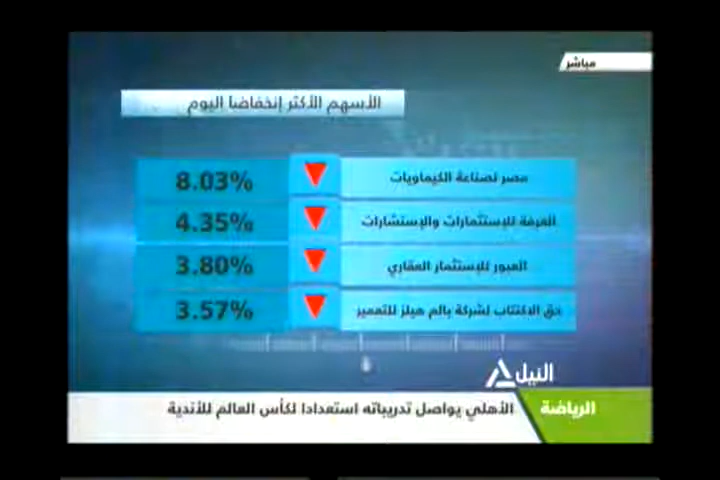 مباشر
الأسهم الأكثر إنخفاضا اليوم
مصر لصناعة الكيماويات 8.03%
العرفة للإستثمارات والإستشارات 4.35%
العبور للإستثمار العقاري 3.80%
حق الاكتتاب لشركة بالم هيلز للتعمير 3.57%
النيل
الرياضة الأهلي يواصل تدريباته استعدادا لكأس العالم للأندية